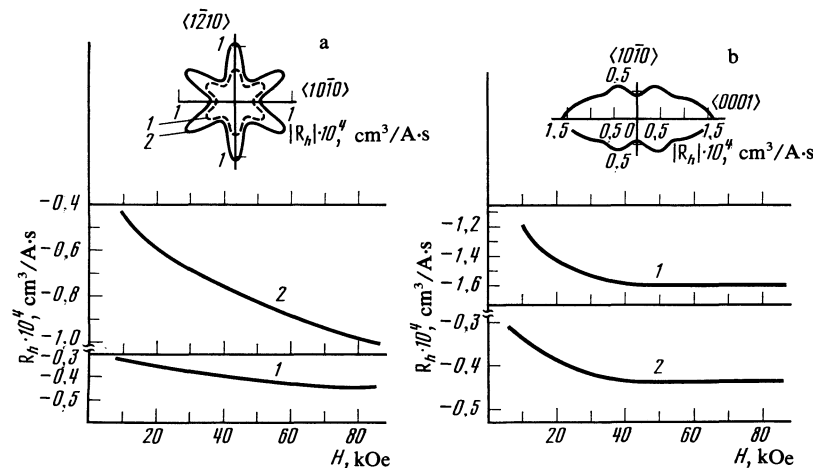 a
⟨12̄10⟩
1
⟨101̄0⟩
1
2
1
1
|R_h|·10⁴, cm³/A·s
1
b
⟨101̄0⟩
0,5
⟨0001⟩
1,5 0,5 0 0,5 1,5
0,5
|R_h|·10⁴, cm³/A·s
R_h·10⁴, cm³/A·s
−0,4
−0,6
−0,8
−1,0
−0,3
−0,4
−0,5
2
1
20 40 60 80
H, kOe
R_h·10⁴, cm³/A·s
−1,2
−1,4
−1,6
−0,3
−0,4
−0,5
1
2
20 40 60 80
H, kOe